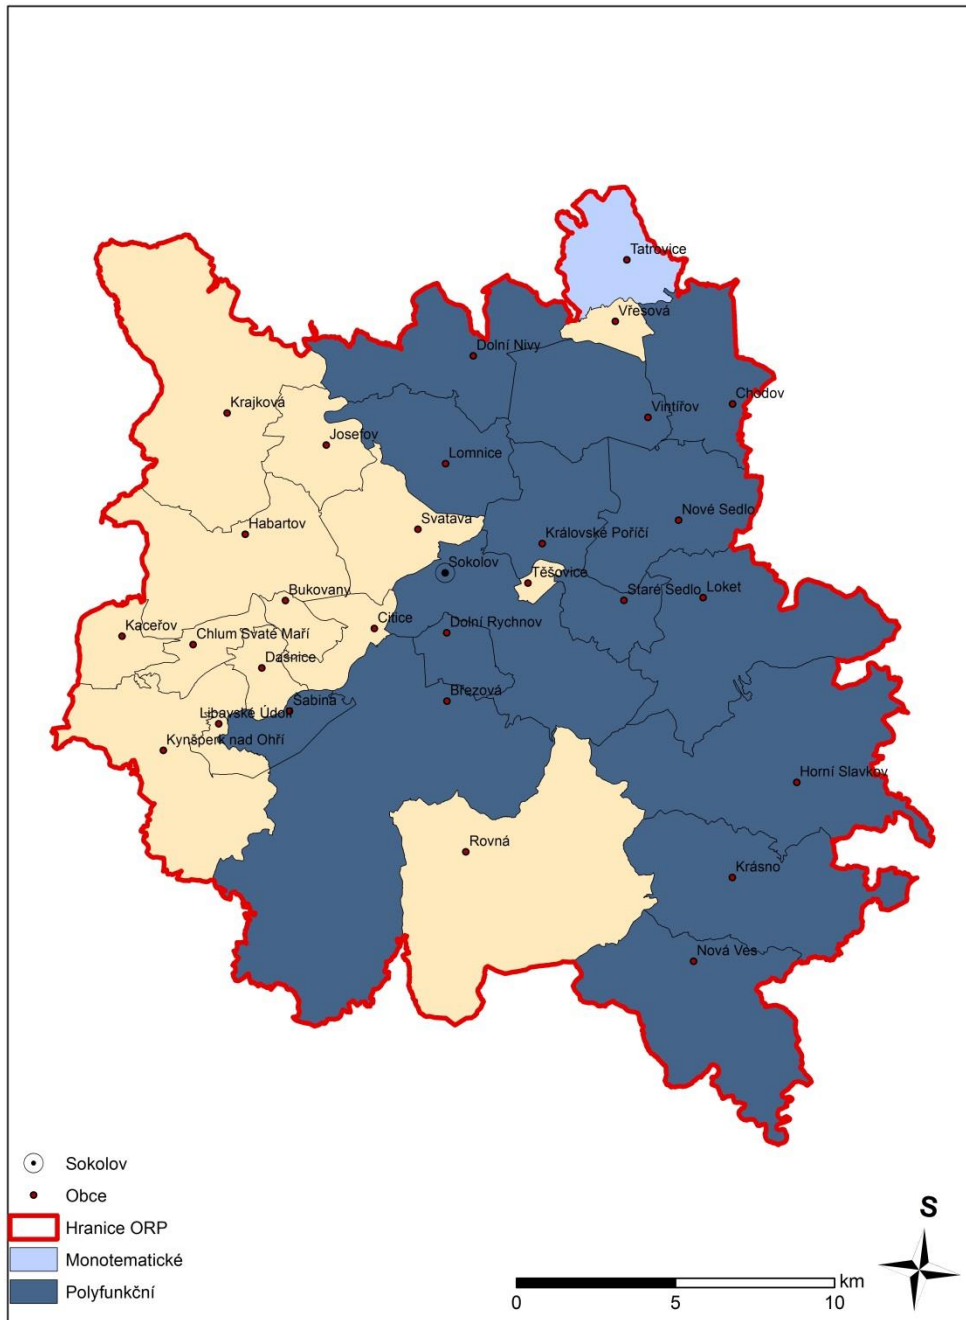 Tatrovice
Vřesová
Dolní Nivy
Krajková
Chodov
Vintířov
Josefov
Lomnice
Nové Sedlo
Svatava
Habartov
Královské Poříčí
Sokolov
Těšovice
Bukovany
Staré Sedlo
Loket
Citice
Dolní Rychnov
Kaceřov
Chlum Svaté Maří
Dasnice
Šabina
Březová
Libavské Údolí
Kynšperk nad Ohří
Horní Slavkov
Rovná
Krásno
Nová Ves
Sokolov
Obce
Hranice ORP
Monotematické
Polyfunkční
S
km
0 5 10